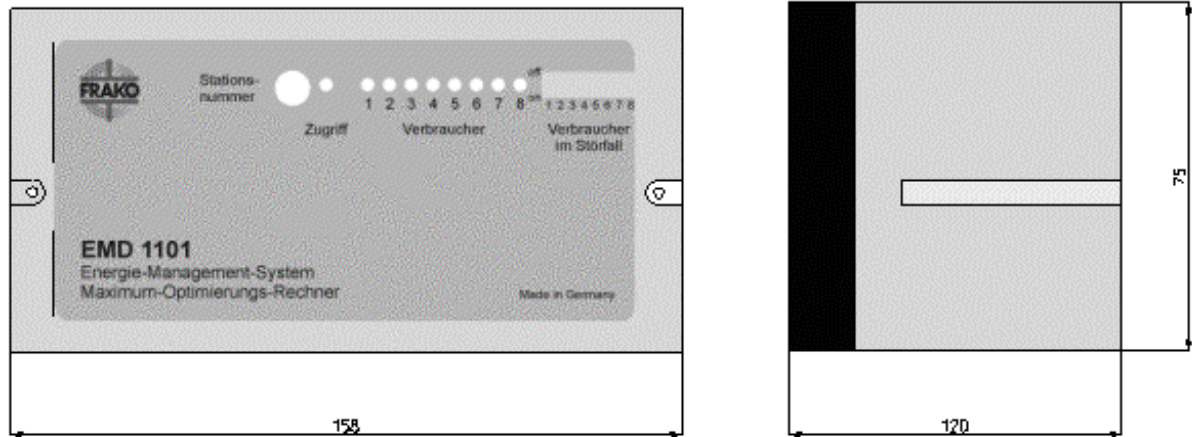 FRAKO
Stations-
nummer
off
on
1 2 3 4 5 6 7 8
1 2 3 4 5 6 7 8
Zugriff
Verbraucher
Verbraucher
im Störfall
EMD 1101
Energie-Management-System
Maximum-Optimierungs-Rechner
Made in Germany
158
120
75